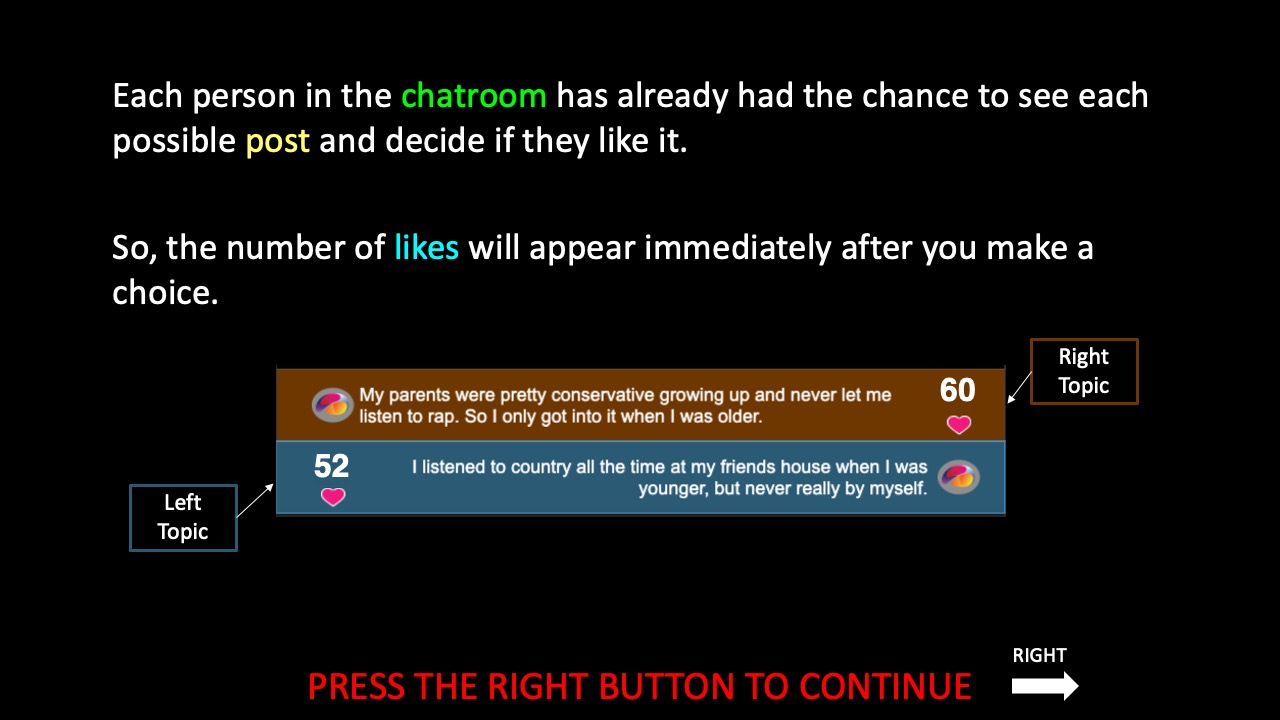 Each person in the chatroom has already had the chance to see each
possible post and decide if they like it.
So, the number of likes will appear immediately after you make a
choice.
Right
Topic
My parents were pretty conservative growing up and never let me
listen to rap. So I only got into it when I was older.
60
52
I listened to country all the time at my friends house when I was
younger, but never really by myself.
Left
Topic
RIGHT
PRESS THE RIGHT BUTTON TO CONTINUE